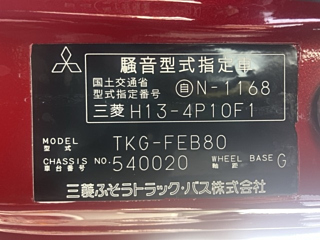 騒音型式指定車
国土交通省
型式指定番号 自N-1168
三菱 H13-4P10F1
MODEL 型式 TKG-FEB80
CHASSIS NO. 車台番号 540020 WHEEL BASE 軸距 G
三菱ふそうトラック・バス株式会社